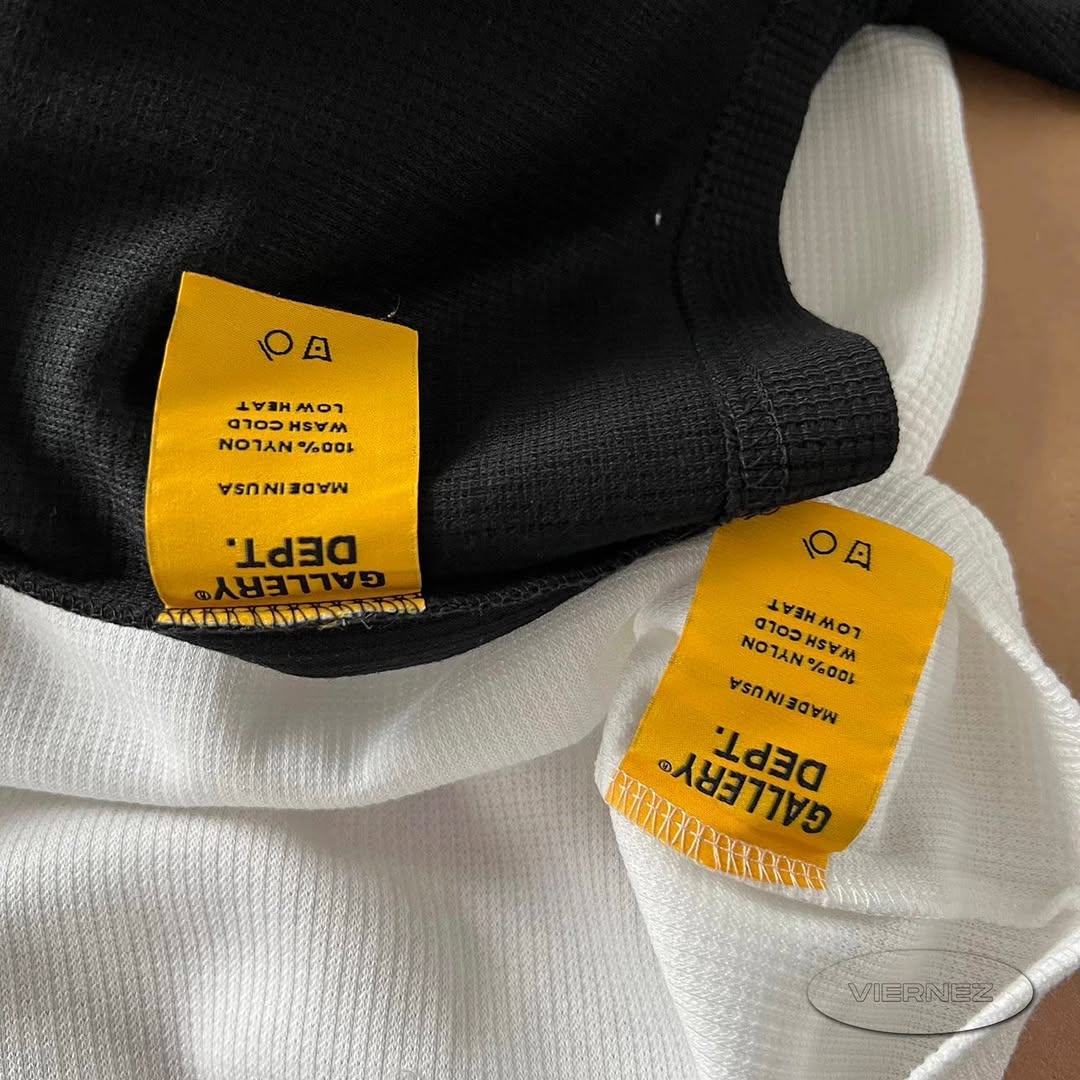 GALLERY®
DEPT.
MADE IN USA
100% NYLON
WASH COLD
LOW HEAT
GALLERY®
DEPT.
MADE IN USA
100% NYLON
WASH COLD
LOW HEAT
VIERNEZ